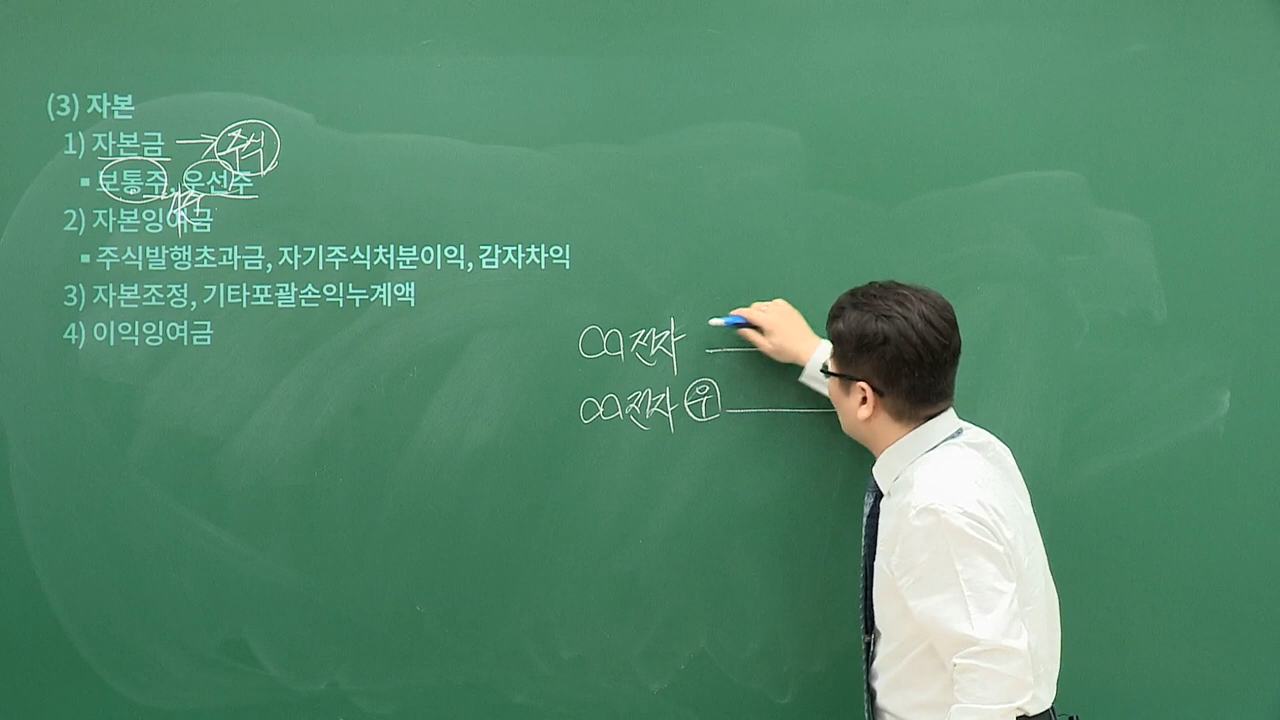 (3) 자본
1) 자본금 → 주식
▪ 보통주, 우선주
2) 자본잉여금
▪ 주식발행초과금, 자기주식처분이익, 감자차익
3) 자본조정, 기타포괄손익누계액
4) 이익잉여금
OO전자
OO전자 우